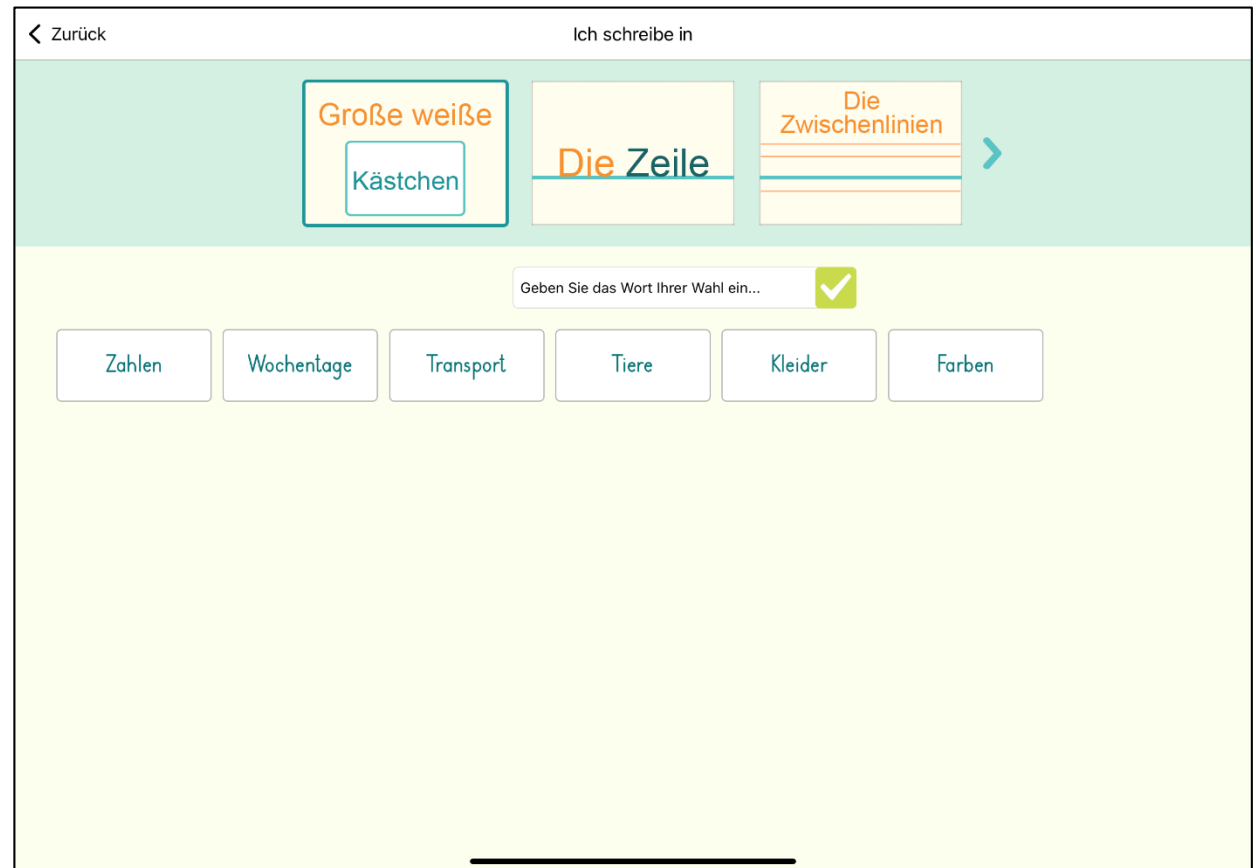 Zurück
Ich schreibe in
Große weiße
Kästchen
Die Zeile
Die
Zwischenlinien
Geben Sie das Wort Ihrer Wahl ein...
Zahlen
Wochentage
Transport
Tiere
Kleider
Farben